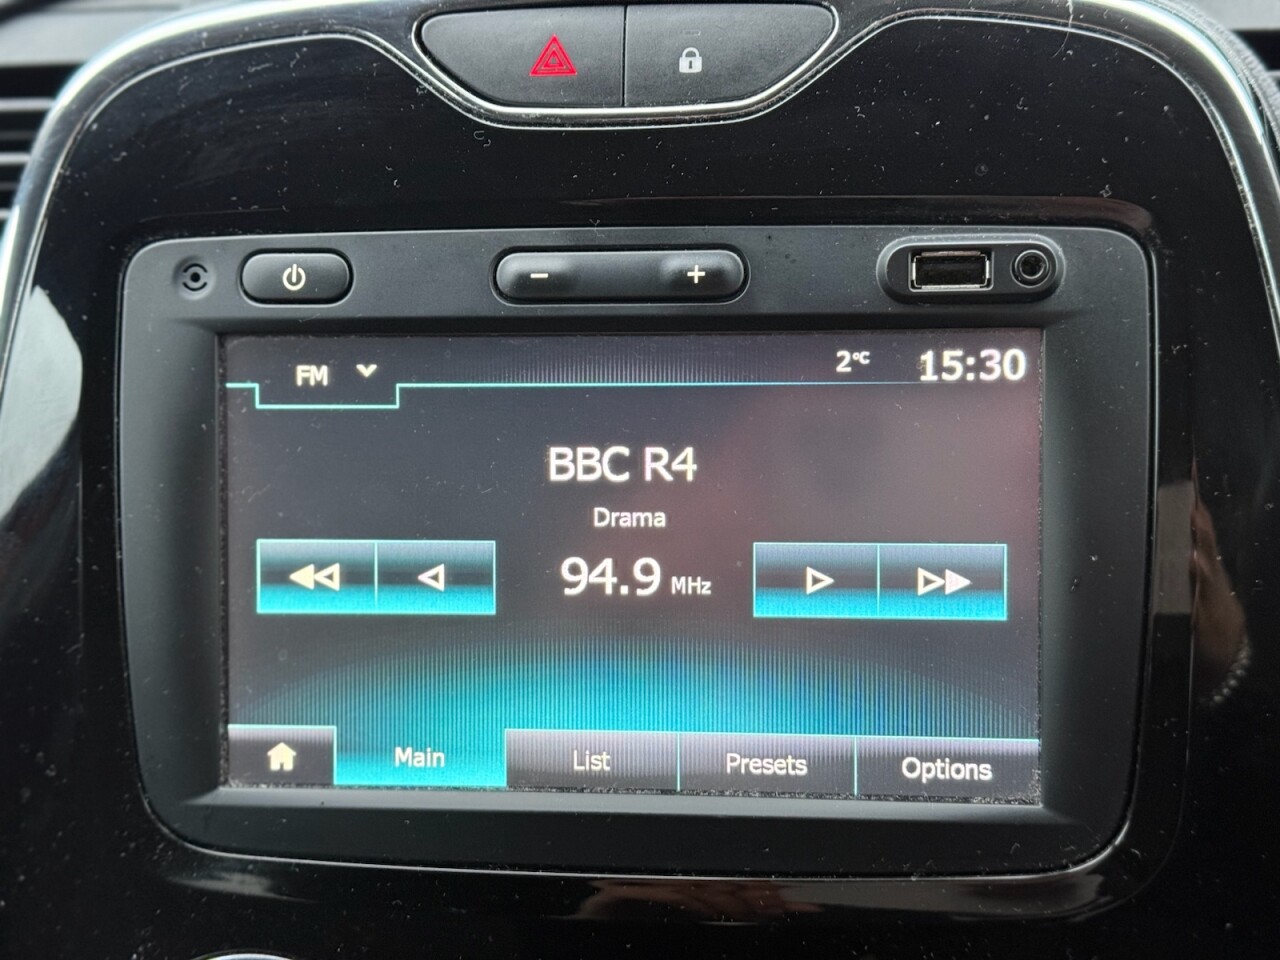 FM
2°C 15:30
BBC R4
Drama
94.9 MHz
Main List Presets Options